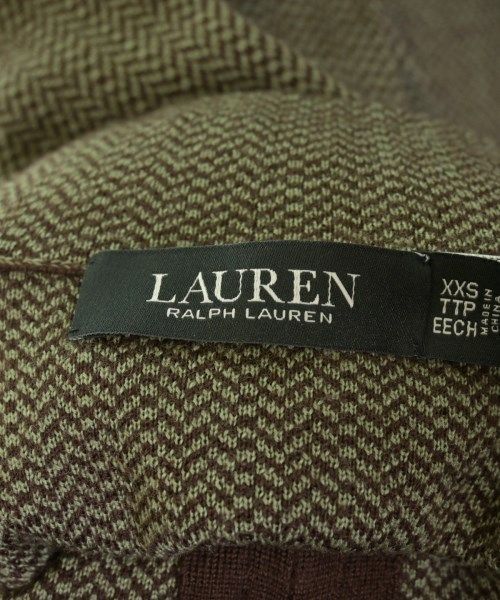 LAUREN
RALPH LAUREN
XXS
TTP
EECH
MADE IN
CHINA